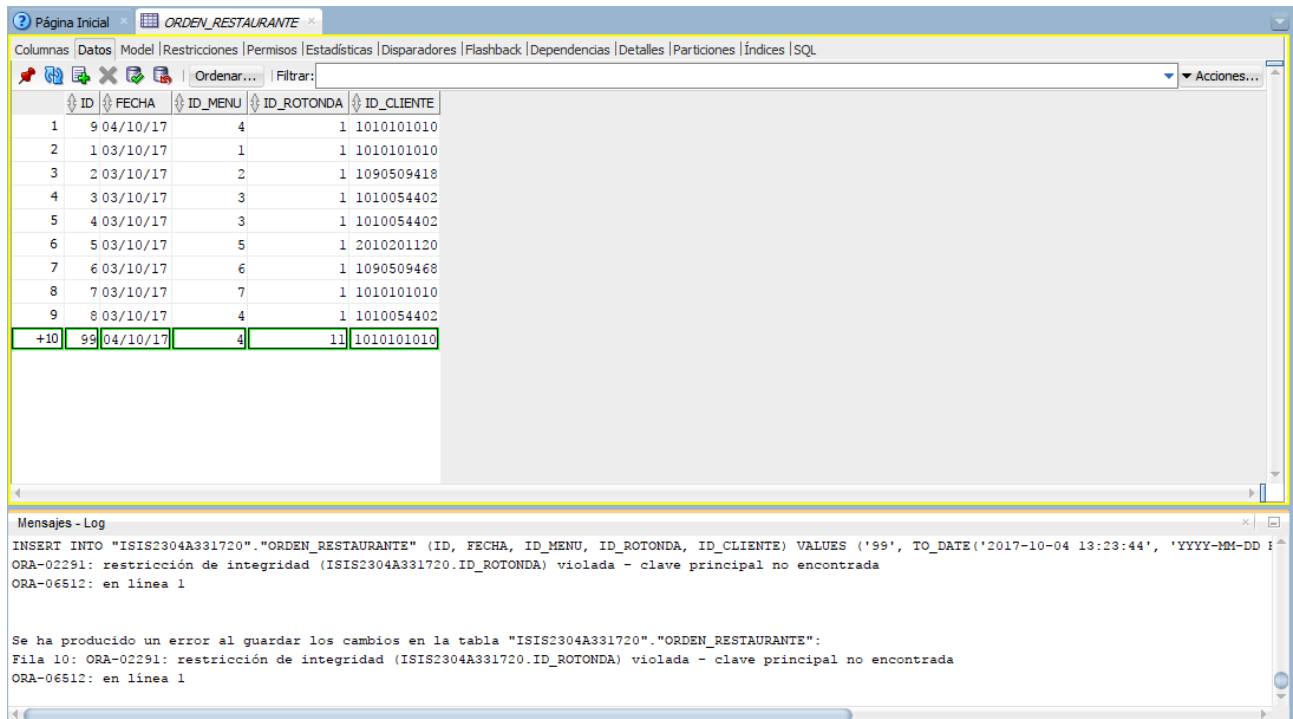 Página Inicial ORDEN_RESTAURANTE
Columnas Datos Model Restricciones Permisos Estadísticas Disparadores Flashback Dependencias Detalles Particiones Índices SQL
Ordenar... Filtrar: Acciones...
ID FECHA ID_MENU ID_ROTONDA ID_CLIENTE
1 9 04/10/17 4 1 1010101010
2 1 03/10/17 1 1 1010101010
3 2 03/10/17 2 1 1090509418
4 3 03/10/17 3 1 1010054402
5 4 03/10/17 3 1 1010054402
6 5 03/10/17 5 1 2010201120
7 6 03/10/17 6 1 1090509468
8 7 03/10/17 7 1 1010101010
9 8 03/10/17 4 1 1010054402
+10 99 04/10/17 4 11 1010101010
Mensajes - Log
INSERT INTO "ISIS2304A331720"."ORDEN_RESTAURANTE" (ID, FECHA, ID_MENU, ID_ROTONDA, ID_CLIENTE) VALUES ('99', TO_DATE('2017-10-04 13:23:44', 'YYYY-MM-DD
ORA-02291: restricción de integridad (ISIS2304A331720.ID_ROTONDA) violada - clave principal no encontrada
ORA-06512: en línea 1
Se ha producido un error al guardar los cambios en la tabla "ISIS2304A331720"."ORDEN_RESTAURANTE":
Fila 10: ORA-02291: restricción de integridad (ISIS2304A331720.ID_ROTONDA) violada - clave principal no encontrada
ORA-06512: en línea 1